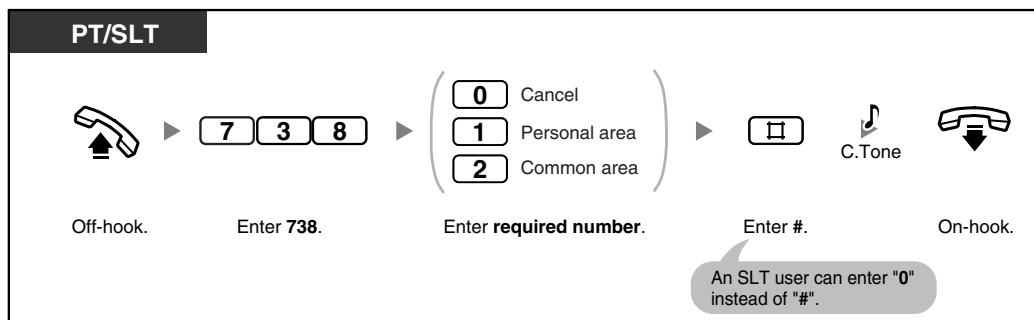 PT/SLT
7 3 8
0 Cancel
1 Personal area
2 Common area
#
C.Tone
Off-hook.
Enter 738.
Enter required number.
Enter #.
On-hook.
An SLT user can enter "0"
instead of "#".